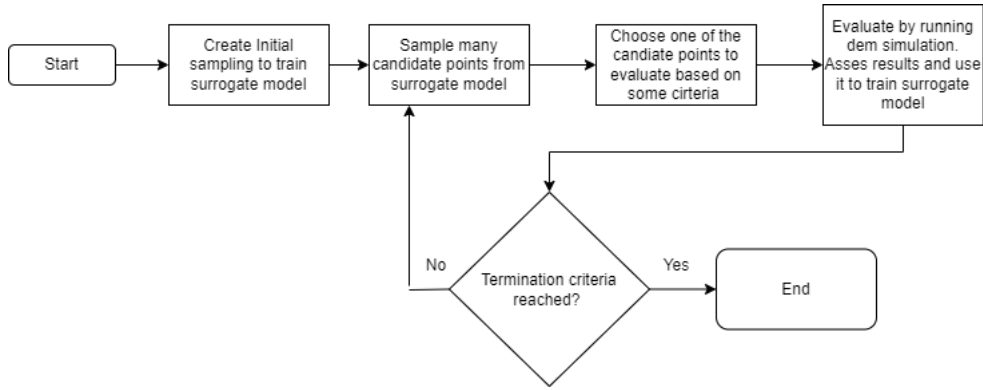 Start
Create Initial
sampling to train
surrogate model
Sample many
candidate points from
surrogate model
Choose one of the
candiate points to
evaluate based on
some cirteria
Evaluate by running
dem simulation.
Asses results and use
it to train surrogate
model
No
Termination criteria
reached?
Yes
End